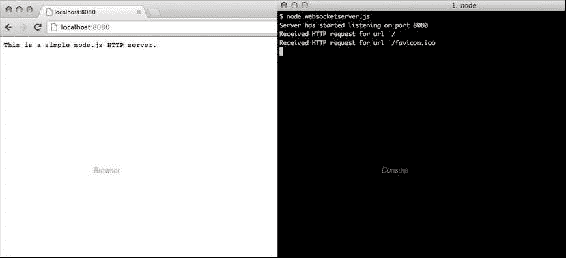 localhost:8080
localhost:8080
This is a simple node.js HTTP server.
Browser
1. node
$ node websocketserver.js
Server has started listening on port 8080
Received HTTP request for url /
Received HTTP request for url /favicon.ico
Console